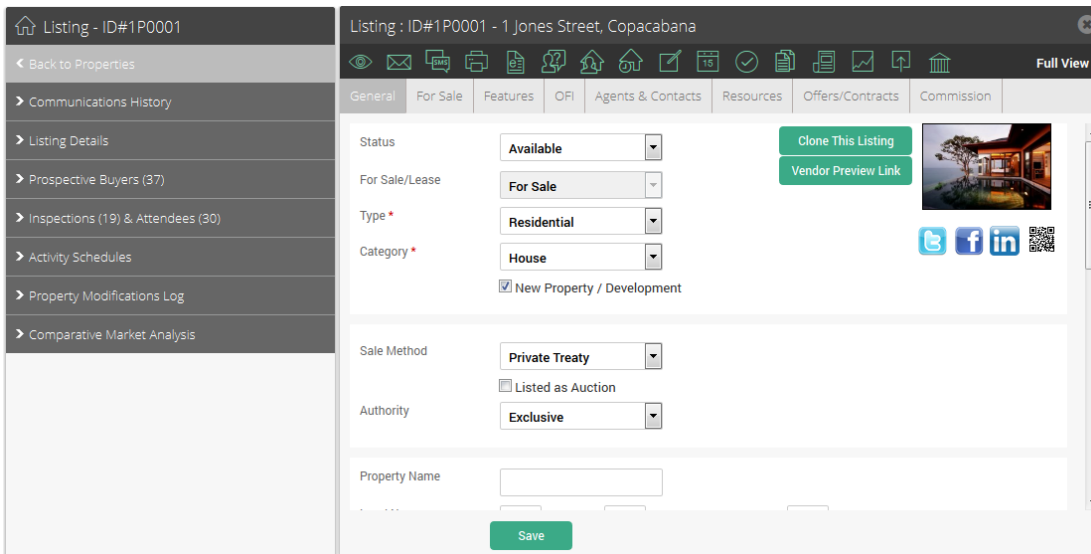 Listing - ID#1P0001
Back to Properties
Communications History
Listing Details
Prospective Buyers (37)
Inspections (19) & Attendees (30)
Activity Schedules
Property Modifications Log
Comparative Market Analysis
Listing : ID#1P0001 - 1 Jones Street, Copacabana
SMS
15
Full View
General For Sale Features OFI Agents & Contacts Resources Offers/Contracts Commission
Status Available
Clone This Listing
For Sale/Lease For Sale
Vendor Preview Link
Type * Residential
Category * House
New Property / Development
Sale Method Private Treaty
Listed as Auction
Authority Exclusive
Property Name
Save